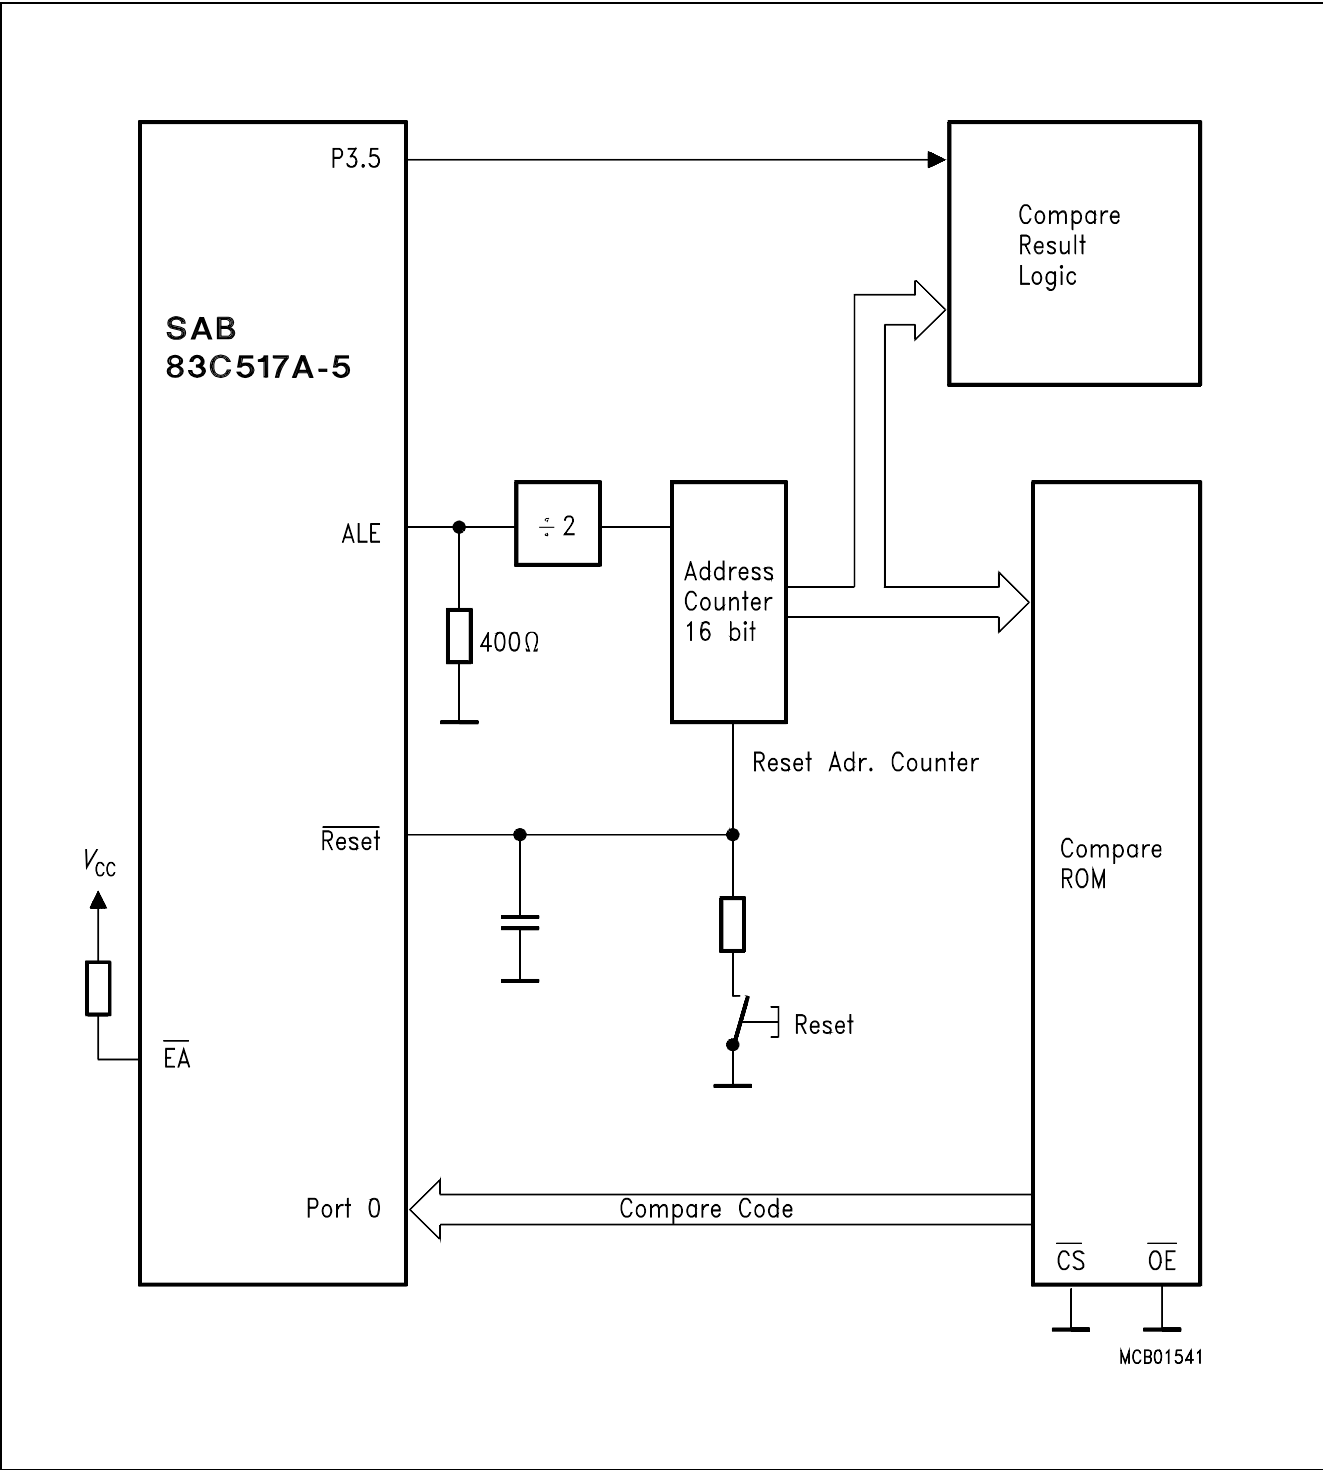 P3.5
Compare
Result
Logic
SAB
83C517A-5
ALE
÷ 2
Address
Counter
16 bit
400Ω
Reset Adr. Counter
Reset
VCC
Compare
ROM
Reset
EA
Port 0
Compare Code
CS
OE
MCB01541